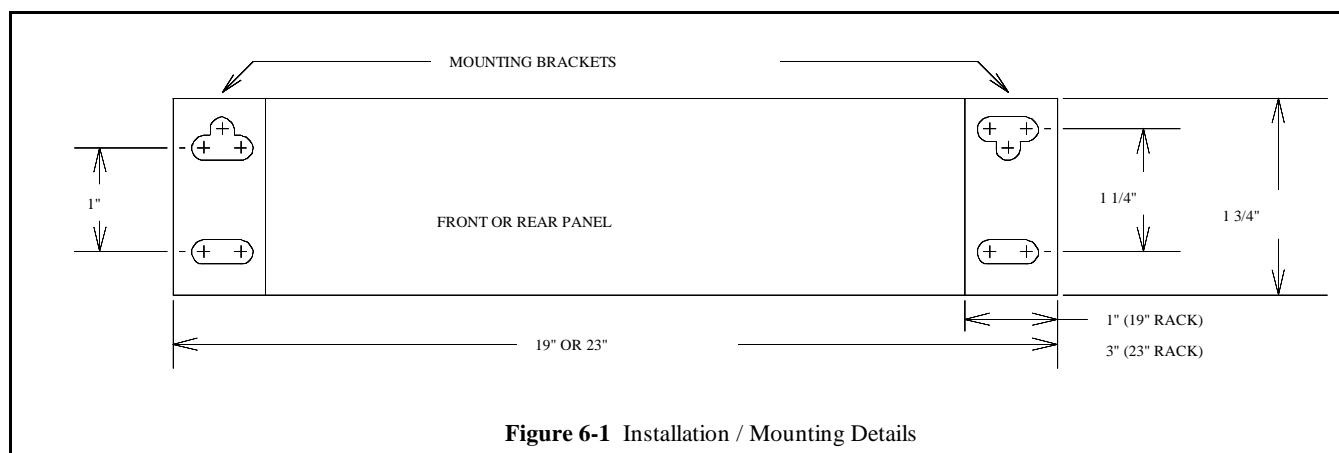 MOUNTING BRACKETS
1"
FRONT OR REAR PANEL
1 1/4"
1 3/4"
19" OR 23"
1" (19" RACK)
3" (23" RACK)
Figure 6-1 Installation / Mounting Details